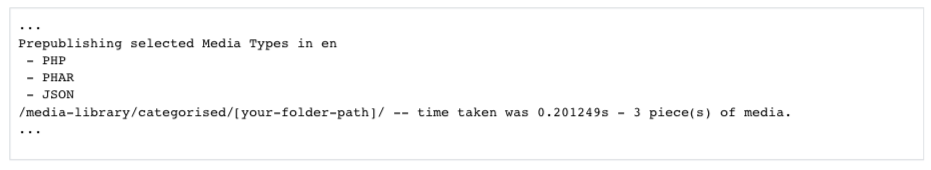 ...
Prepublishing selected Media Types in en
- PHP
- PHAR
- JSON
/media-library/categorised/[your-folder-path]/ -- time taken was 0.201249s - 3 piece(s) of media.
...